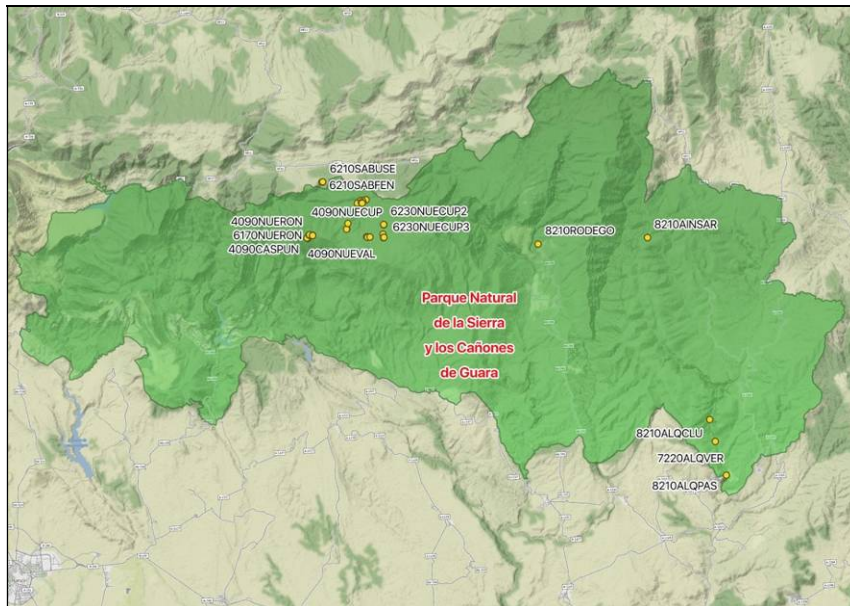 6210SABUSE
6210SABFEN
4090NUERON
4090NUECUP
6230NUECUP2
6170NUERON
6230NUECUP3
4090CASPUN
4090NUEVAL
8210RODEGO
8210AINSAR
Parque Natural
de la Sierra
y los Cañones
de Guara
8210ALQCLU
7220ALQVER
8210ALQPAS